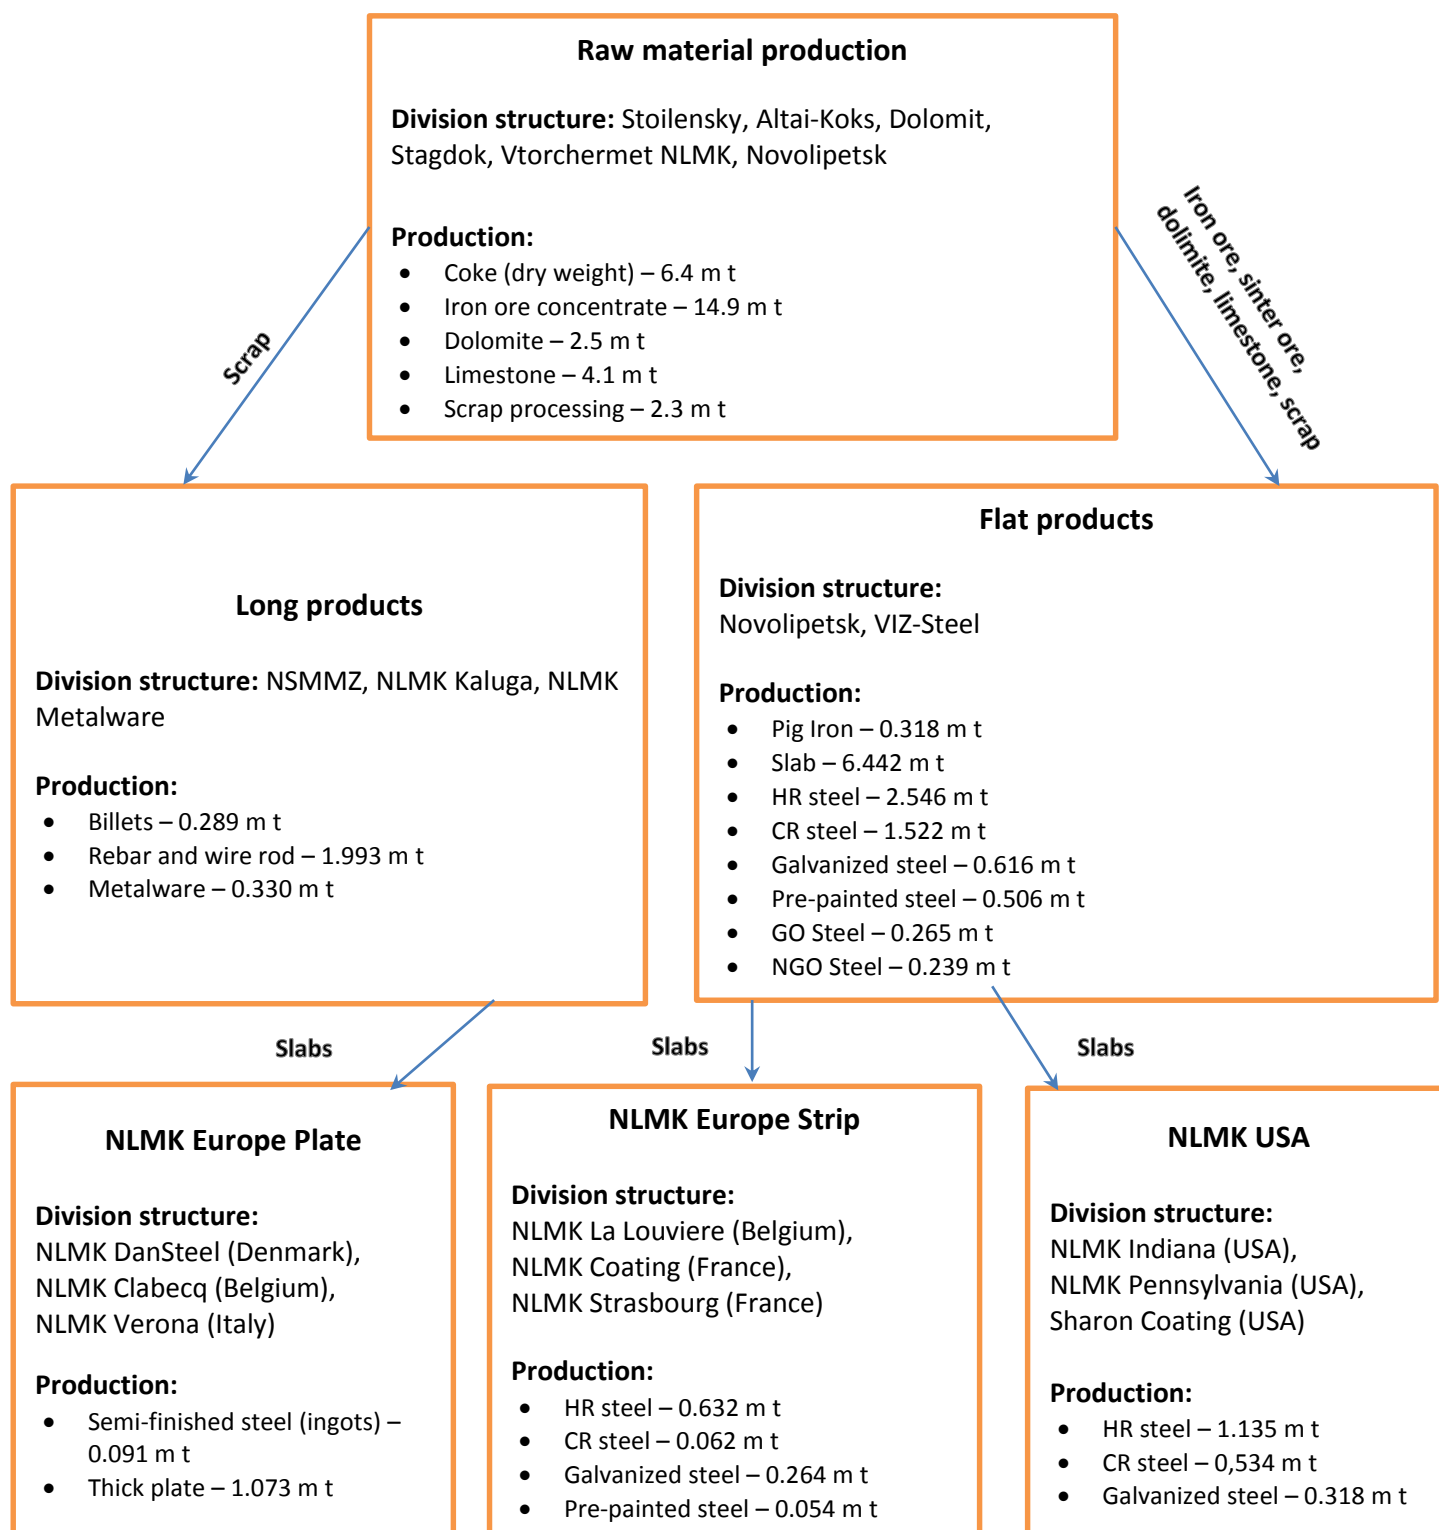 Raw material production
Division structure: Stoilensky, Altai-Koks, Dolomit,
Stagdok, Vtorchermet NLMK, Novolipetsk
Production:
• Coke (dry weight) – 6.4 m t
• Iron ore concentrate – 14.9 m t
• Dolomite – 2.5 m t
• Limestone – 4.1 m t
• Scrap processing – 2.3 m t
Scrap
Iron ore, sinter ore,
dolimite, limestone, scrap
Long products
Division structure: NSMMZ, NLMK Kaluga, NLMK
Metalware
Production:
• Billets – 0.289 m t
• Rebar and wire rod – 1.993 m t
• Metalware – 0.330 m t
Flat products
Division structure:
Novolipetsk, VIZ-Steel
Production:
• Pig Iron – 0.318 m t
• Slab – 6.442 m t
• HR steel – 2.546 m t
• CR steel – 1.522 m t
• Galvanized steel – 0.616 m t
• Pre-painted steel – 0.506 m t
• GO Steel – 0.265 m t
• NGO Steel – 0.239 m t
Slabs
Slabs
Slabs
NLMK Europe Plate
Division structure:
NLMK DanSteel (Denmark),
NLMK Clabecq (Belgium),
NLMK Verona (Italy)
Production:
• Semi-finished steel (ingots) –
0.091 m t
• Thick plate – 1.073 m t
NLMK Europe Strip
Division structure:
NLMK La Louviere (Belgium),
NLMK Coating (France),
NLMK Strasbourg (France)
Production:
• HR steel – 0.632 m t
• CR steel – 0.062 m t
• Galvanized steel – 0.264 m t
• Pre-painted steel – 0.054 m t
NLMK USA
Division structure:
NLMK Indiana (USA),
NLMK Pennsylvania (USA),
Sharon Coating (USA)
Production:
• HR steel – 1.135 m t
• CR steel – 0,534 m t
• Galvanized steel – 0.318 m t